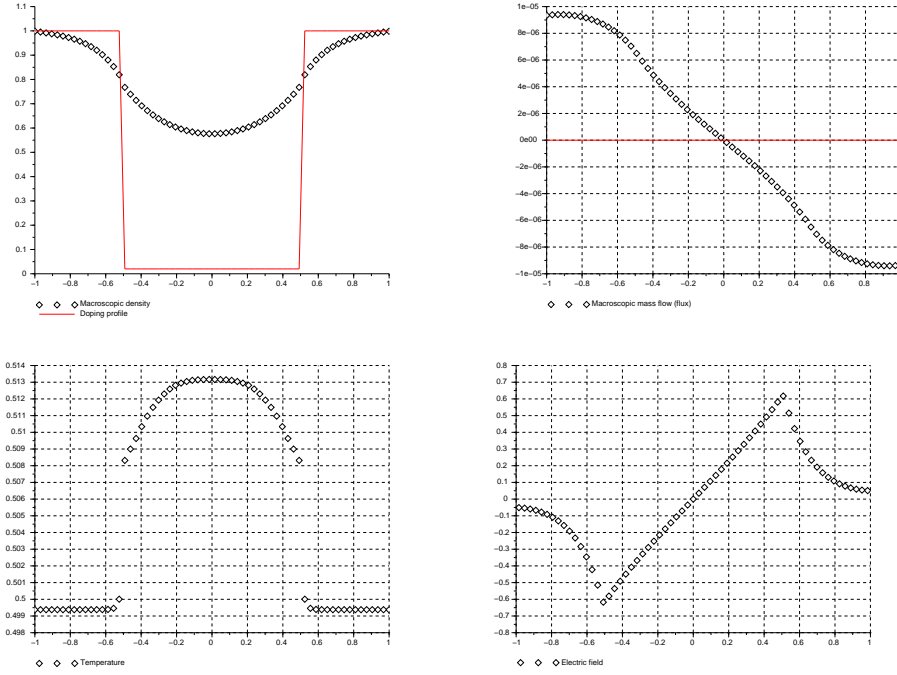 1.1
1
0.9
0.8
0.7
0.6
0.5
0.4
0.3
0.2
0.1
0
−1 −0.8 −0.6 −0.4 −0.2 0 0.2 0.4 0.6 0.8 1
Macroscopic density
Doping profile
1e−05
8e−06
6e−06
4e−06
2e−06
0e00
−2e−06
−4e−06
−6e−06
−8e−06
−1e−05
−1 −0.8 −0.6 −0.4 −0.2 0 0.2 0.4 0.6 0.8 1
Macroscopic mass flow (flux)
0.514
0.513
0.512
0.511
0.51
0.509
0.508
0.507
0.506
0.505
0.504
0.503
0.502
0.501
0.5
0.499
0.498
−1 −0.8 −0.6 −0.4 −0.2 0 0.2 0.4 0.6 0.8 1
Temperature
0.8
0.7
0.6
0.5
0.4
0.3
0.2
0.1
0
−0.1
−0.2
−0.3
−0.4
−0.5
−0.6
−0.7
−0.8
−1 −0.8 −0.6 −0.4 −0.2 0 0.2 0.4 0.6 0.8 1
Electric field